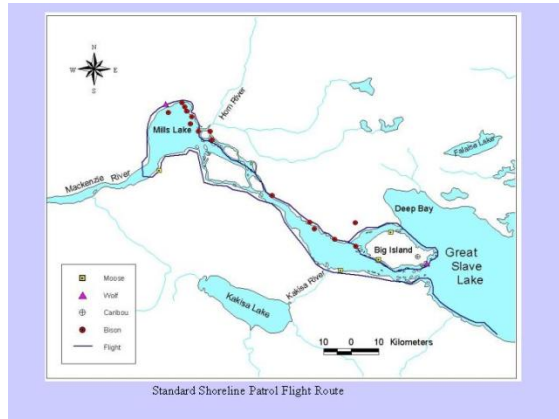 N
W E
S
Horn River
Mills Lake
Mackenzie River
Falaise Lake
Deep Bay
Big Island
Great
Slave
Lake
Kakisa River
Kakisa Lake
Moose
Wolf
Caribou
Bison
Flight
10 0 10 Kilometers
Standard Shoreline Patrol Flight Route